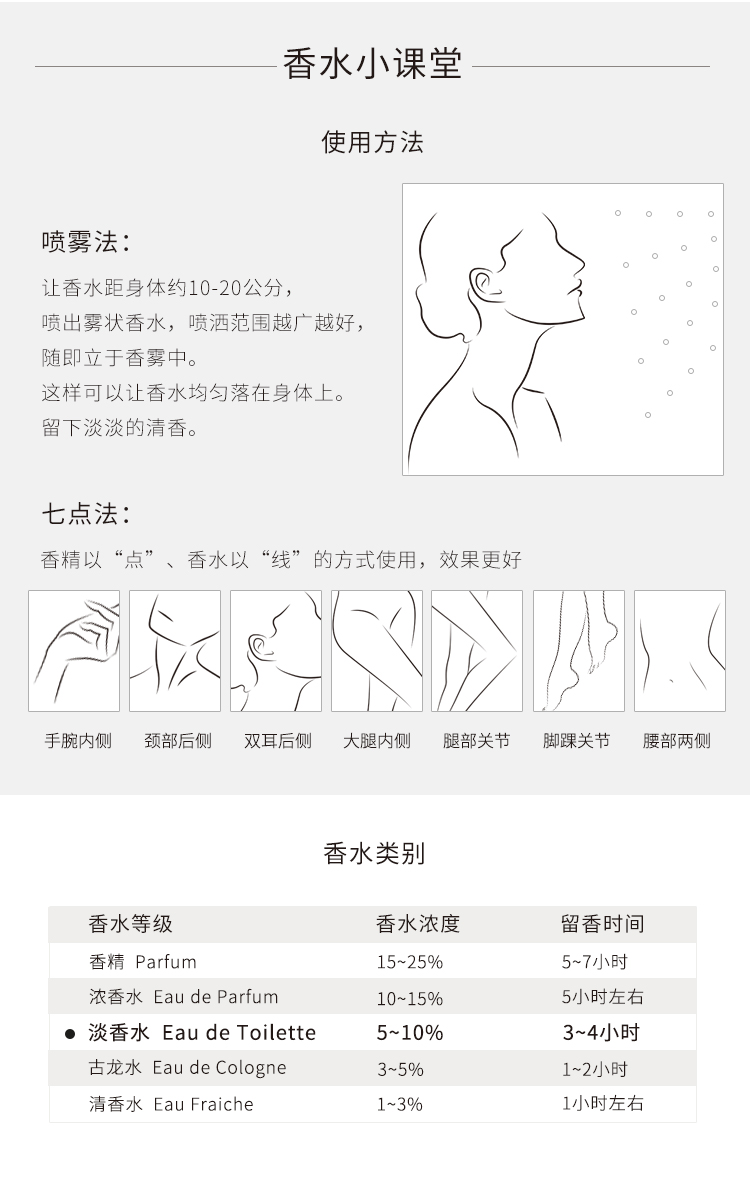 香水小课堂
使用方法
喷雾法：
让香水距身体约10-20公分，
喷出雾状香水，喷洒范围越广越好，
随即立于香雾中。
这样可以让香水均匀落在身体上。
留下淡淡的清香。
七点法：
香精以“点”、香水以“线”的方式使用，效果更好
手腕内侧 颈部后侧 双耳后侧 大腿内侧 腿部关节 脚踝关节 腰部两侧
香水类别
香水等级 香水浓度 留香时间
香精 Parfum 15~25% 5~7小时
浓香水 Eau de Parfum 10~15% 5小时左右
● 淡香水 Eau de Toilette 5~10% 3~4小时
古龙水 Eau de Cologne 3~5% 1~2小时
清香水 Eau Fraiche 1~3% 1小时左右